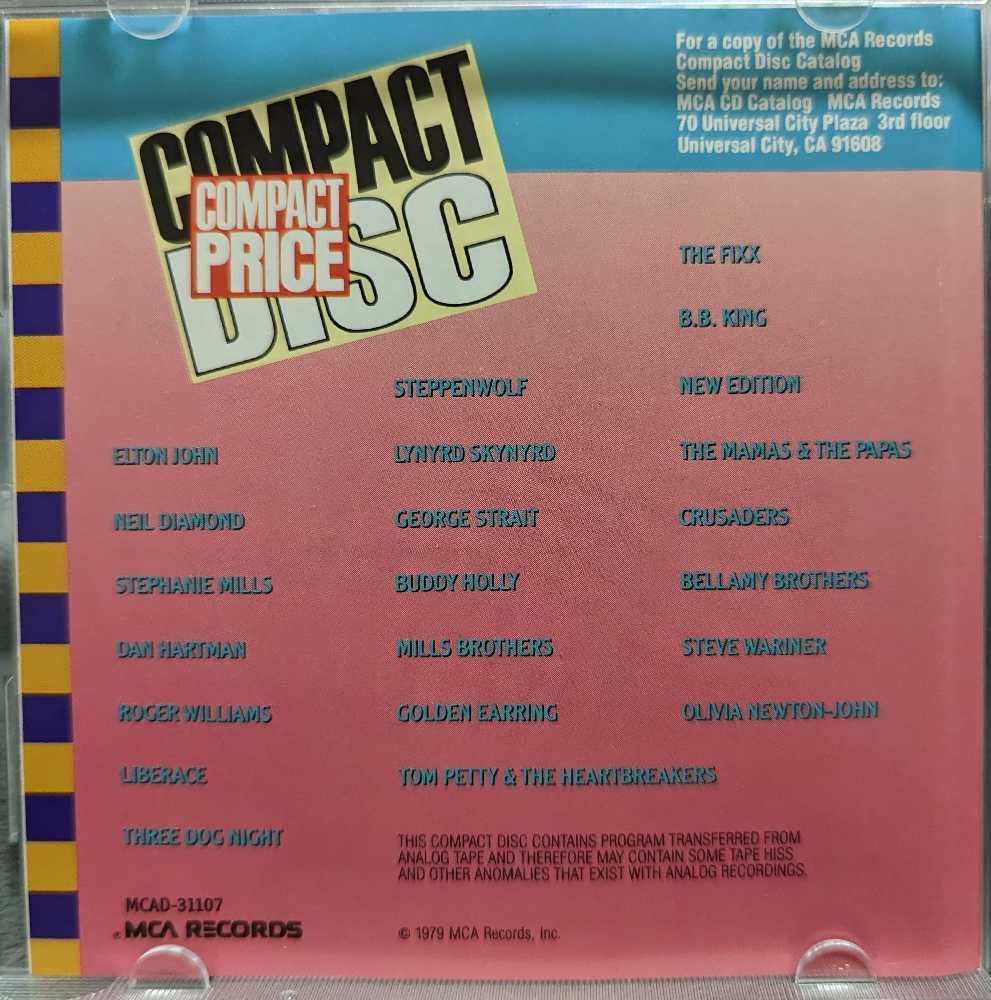 For a copy of the MCA Records
Compact Disc Catalog
Send your name and address to:
MCA CD Catalog MCA Records
70 Universal City Plaza 3rd floor
Universal City, CA 91608
COMPACT
DISC
COMPACT
PRICE
ELTON JOHN
NEIL DIAMOND
STEPHANIE MILLS
DAN HARTMAN
ROGER WILLIAMS
LIBERACE
THREE DOG NIGHT
STEPPENWOLF
LYNYRD SKYNYRD
GEORGE STRAIT
BUDDY HOLLY
MILLS BROTHERS
GOLDEN EARRING
TOM PETTY & THE HEARTBREAKERS
THE FIXX
B.B. KING
NEW EDITION
THE MAMAS & THE PAPAS
CRUSADERS
BELLAMY BROTHERS
STEVE WARINER
OLIVIA NEWTON-JOHN
THIS COMPACT DISC CONTAINS PROGRAM TRANSFERRED FROM
ANALOG TAPE AND THEREFORE MAY CONTAIN SOME TAPE HISS
AND OTHER ANOMALIES THAT EXIST WITH ANALOG RECORDINGS.
MCAD-31107
MCA RECORDS
© 1979 MCA Records, Inc.